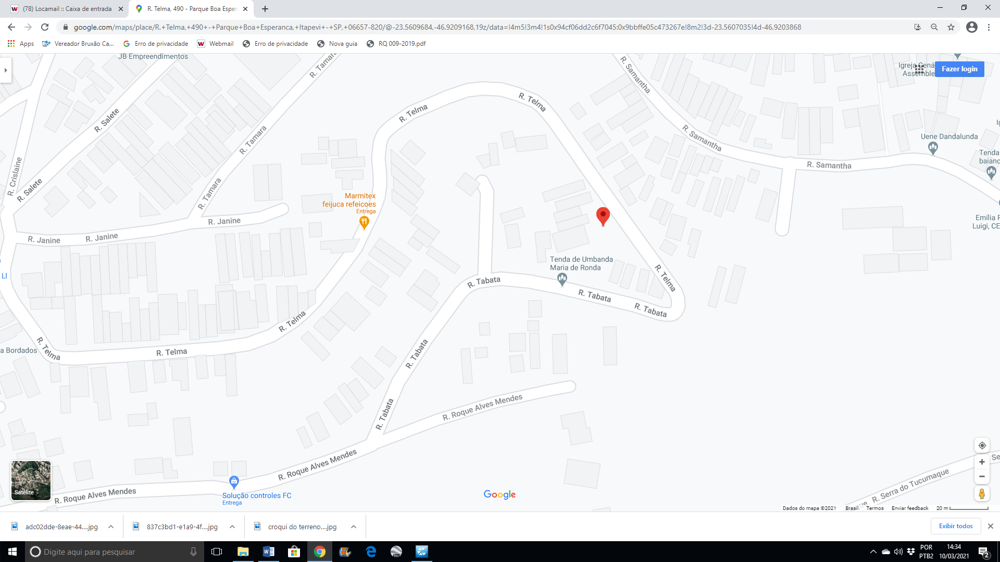 (78) Locamail :: Caixa de entrada
R. Telma, 490 - Parque Boa Esper
google.com/maps/place/R.+Telma,+490+-+Parque+Boa+Esperanca,+Itapevi+-+SP,+06657-820/@-23.5609684,-46.9209168,19z/data=!4m5!3m4!1s0x94cf06dd2c6f7045:0x9bbffe05c473267e!8m2!3d-23.5607035!4d-46.9203868
Apps
Vereador Bruxão Ca...
Erro de privacidade
Webmail
Erro de privacidade
Nova guia
RQ 009-2019.pdf
JB Empreendimentos
R. Tamara
R. Samantha
Igreja Cená
Assemble
Fazer login
R. Salete
R. Telma
R. Telma
R. Tamara
R. Samantha
Uene Dandalunda
Tenda
baiano
R. Samantha
R. Crislaine
R. Salete
R. Tamara
Marmitex
feijuca refeicoes
Entrega
R. Janine
R. Janine
R. Janine
Emília
Luigi, CE
Tenda de Umbanda
Maria de Ronda
LI
R. Telma
R. Tabata
R. Tabata
R. Tabata
R. Telma
R. Telma
a Bordados
R. Telma
R. Tabata
R. Tabata
R. Roque Alves Mendes
R. Roque Alves Mendes
R. Roque Alves Mendes
Satélite
Solução controles FC
Entrega
Google
Se
R. Serra do Tucumaque
que
Dados do mapa ©2021
Brasil
Termos
Enviar feedback
20 m
adc02dde-8eae-44....jpg
837c3bd1-e1a9-4f....jpg
croqui do terreno....jpg
Exibir todos
Digite aqui para pesquisar
POR
PTB2
14:34
10/03/2021
2